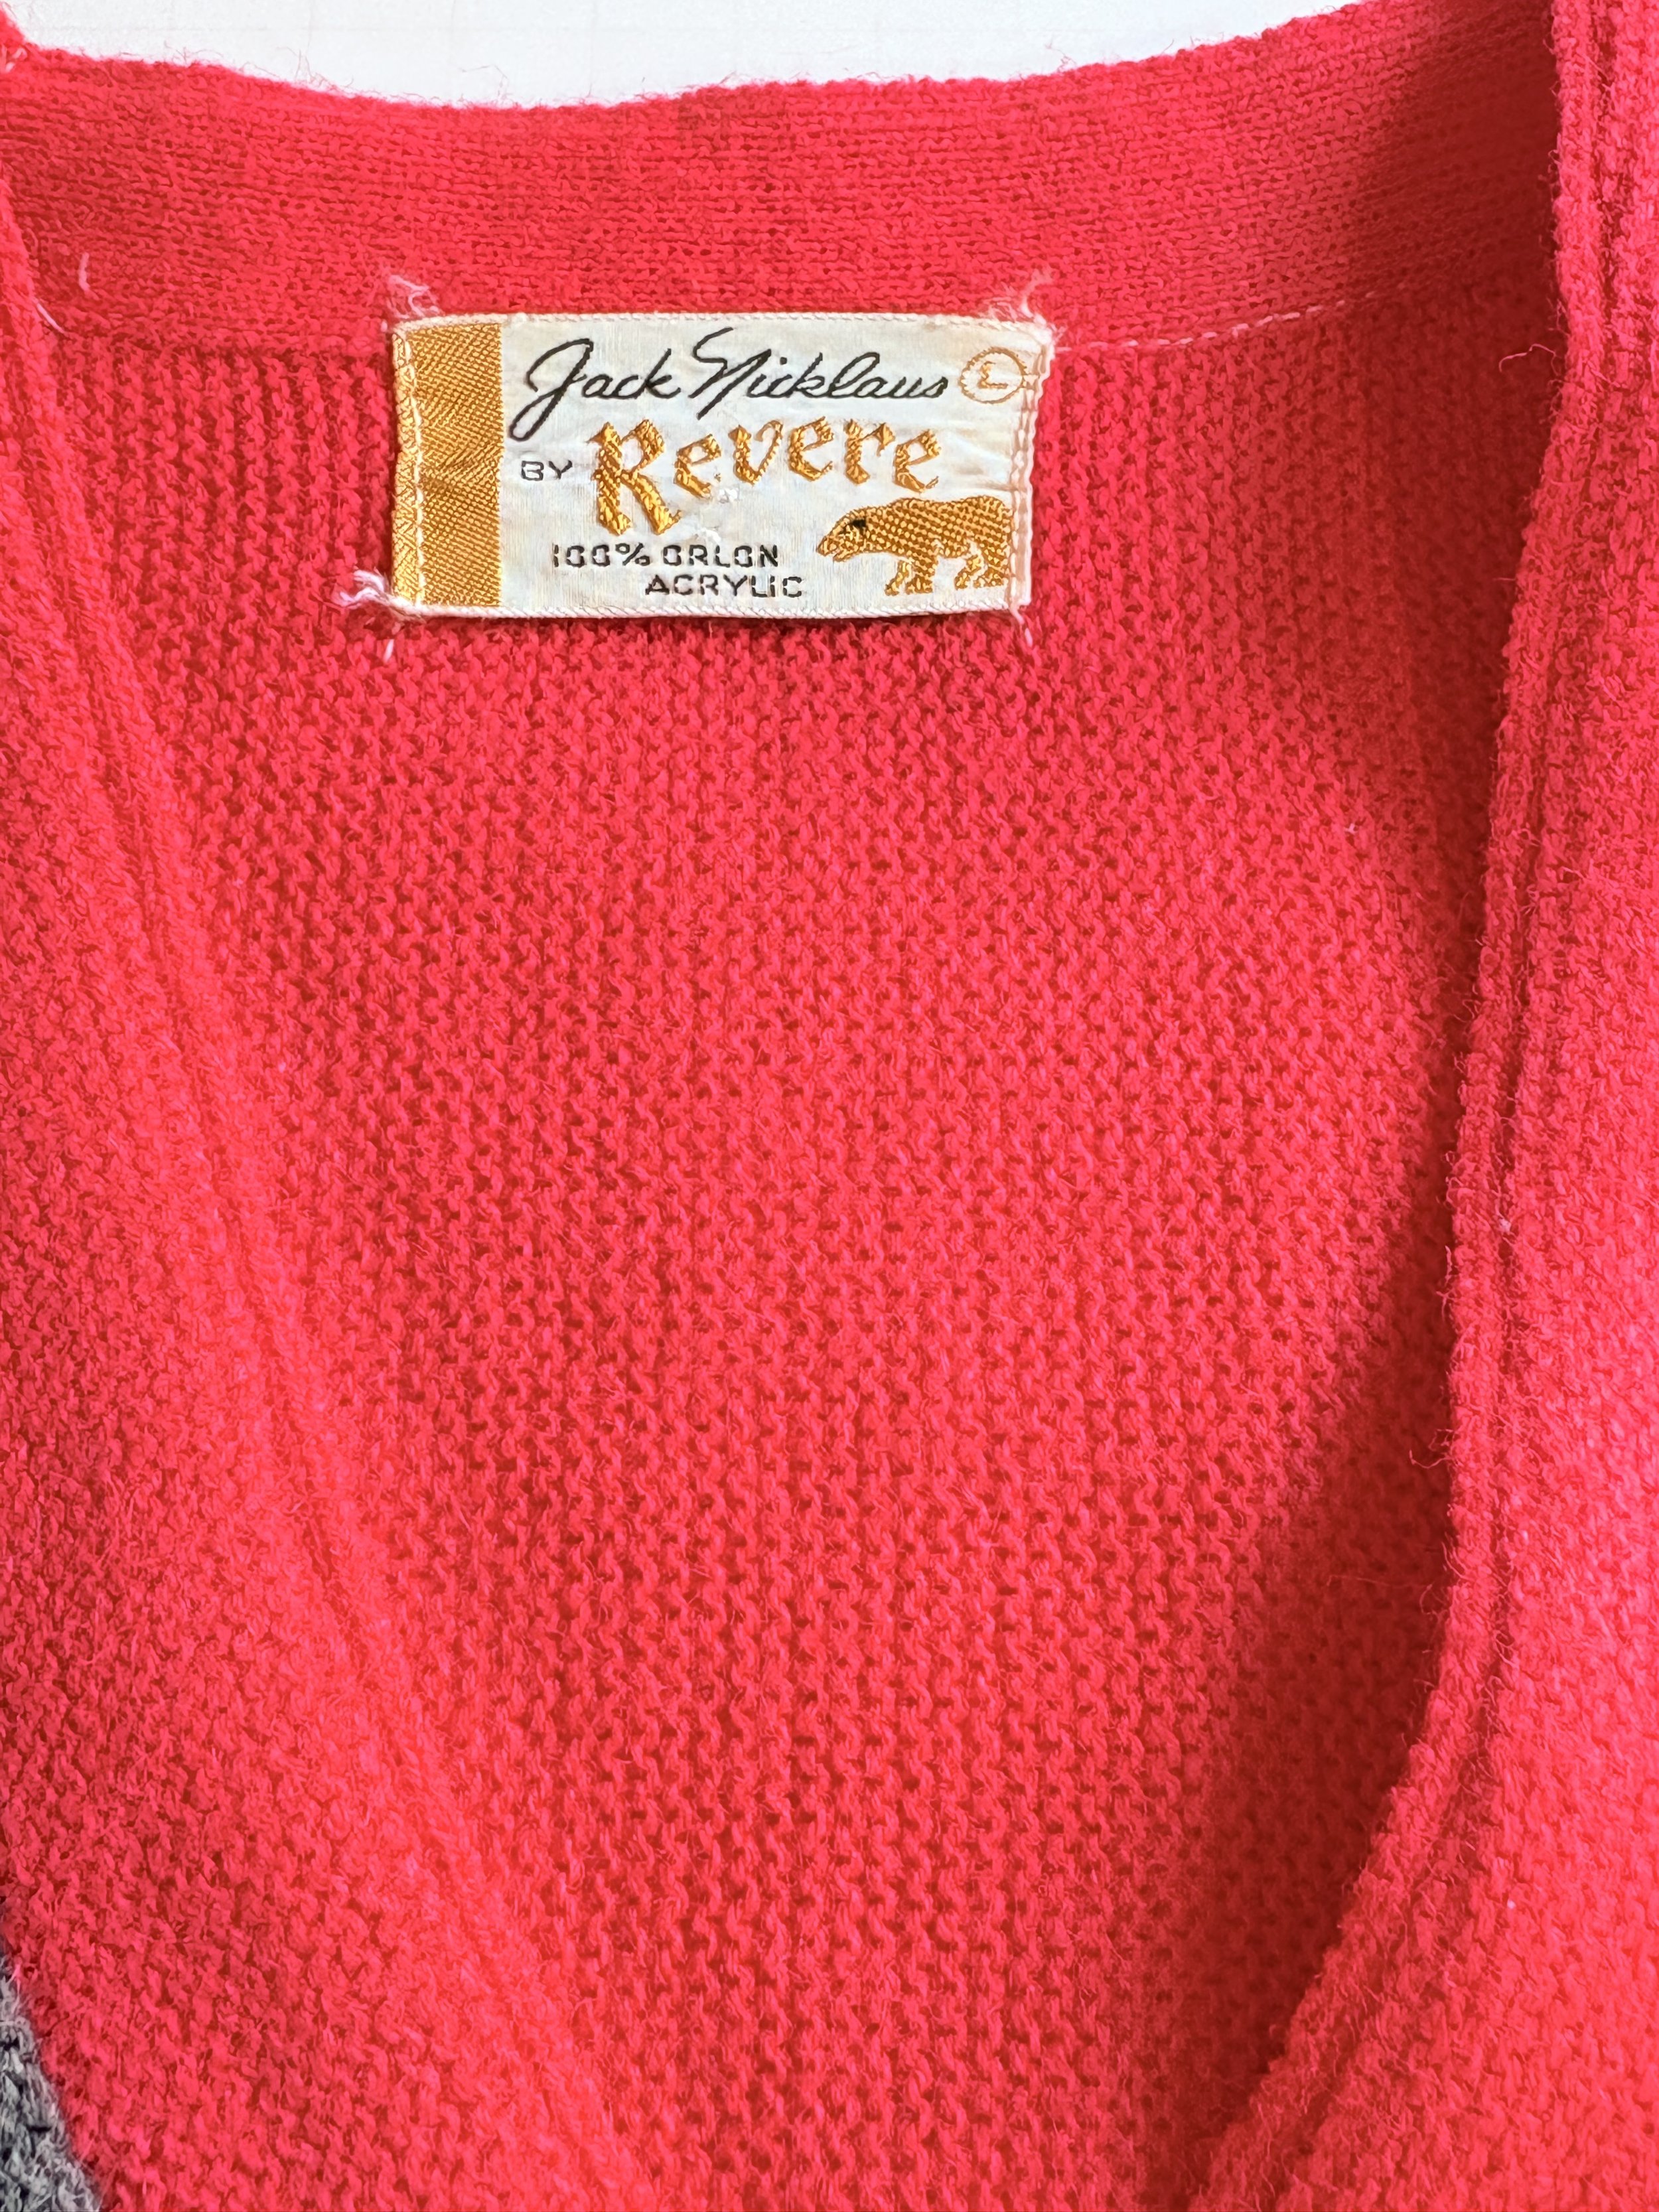 Jack Nicklaus L
BY Revere
100% ORLON
ACRYLIC